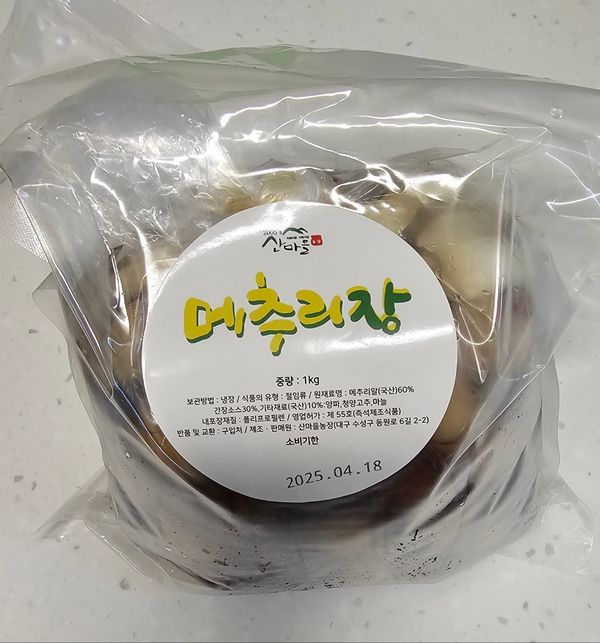 2000's
산마을
메추리장
중량 : 1kg
보관방법 : 냉장 / 식품의 유형 : 절임류 / 원재료명 : 메추리알(국산)60%
간장소스30%,기타재료(국산)10%:양파,청양고추,마늘
내포장재질 : 폴리프로필렌 / 영업허가 : 제 55호(즉석제조식품)
반품 및 교환 : 구입처 / 제조 · 판매원 : 산마을농장(대구 수성구 동원로 6길 2-2)
소비기한
2025.04.18